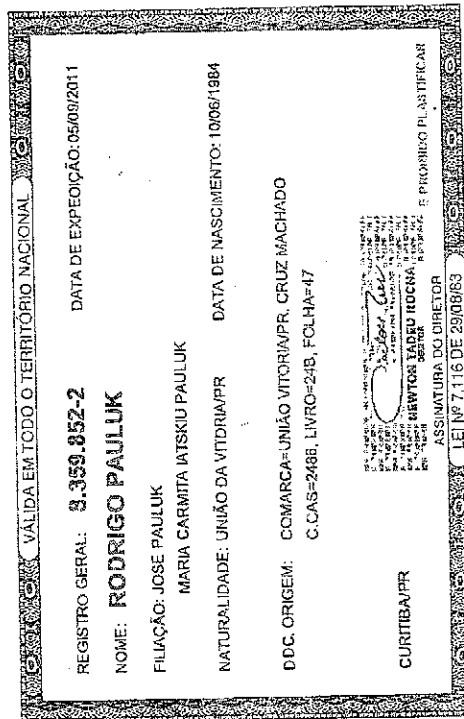 VÁLIDA EM TODO O TERRITÓRIO NACIONAL
REGISTRO GERAL: 8.359.852-2 DATA DE EXPEDIÇÃO: 05/09/2011
NOME: RODRIGO PAULUK
FILIAÇÃO: JOSE PAULUK
MARIA CARMITA IATSKIU PAULUK
NATURALIDADE: UNIÃO DA VITORIA/PR DATA DE NASCIMENTO: 10/06/1984
DOC. ORIGEM: COMARCA=UNIÃO VITORIA/PR, CRUZ MACHADO
C.CAS=2486, LIVRO=24B, FOLHA=47
CURITIBA/PR
NEWTON TADEU ROCHA
DIRETOR
É PROIBIDO PLASTIFICAR
ASSINATURA DO DIRETOR
LEI Nº 7.116 DE 29/08/83